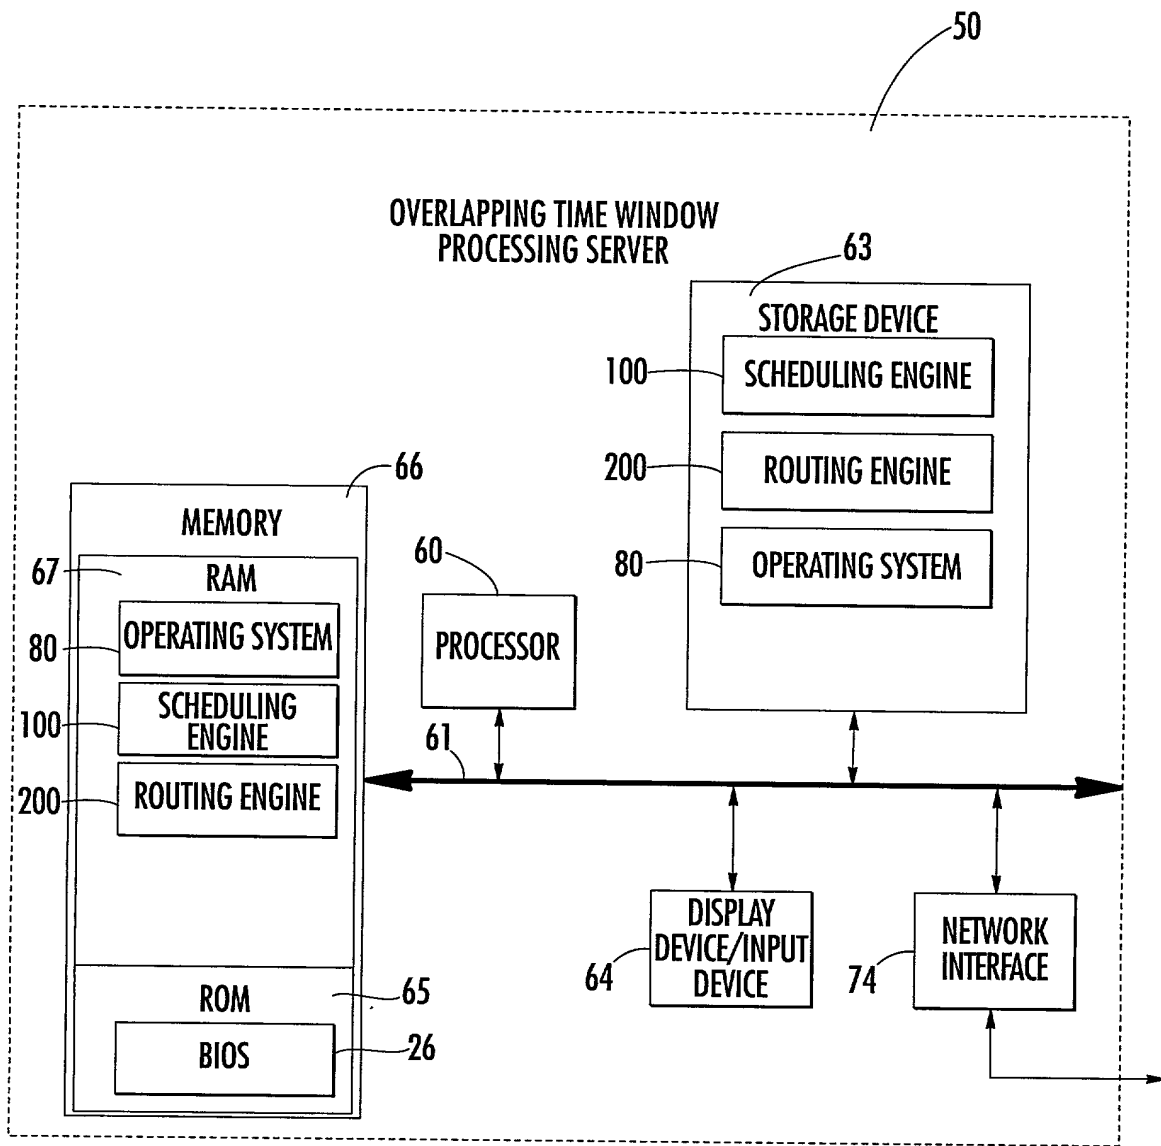 50
OVERLAPPING TIME WINDOW
PROCESSING SERVER
63
STORAGE DEVICE
100
SCHEDULING ENGINE
200
ROUTING ENGINE
80
OPERATING SYSTEM
66
MEMORY
67
RAM
80
OPERATING SYSTEM
100
SCHEDULING
ENGINE
200
ROUTING ENGINE
65
ROM
BIOS
26
60
PROCESSOR
61
DISPLAY
DEVICE/INPUT
DEVICE
64
NETWORK
INTERFACE
74